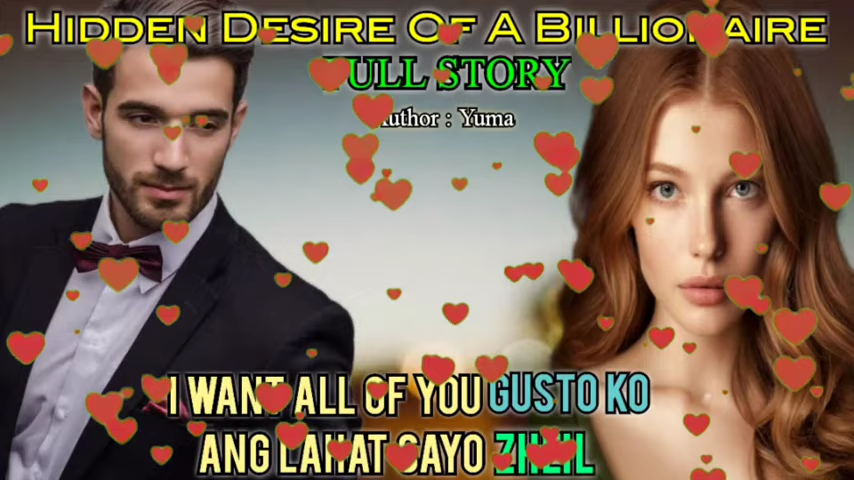 HIDDEN DESIRE OF A BILLIONAIRE
FULL STORY
Author : Yuma
I WANT ALL OF YOU GUSTO KO
ANG LAHAT SAYO